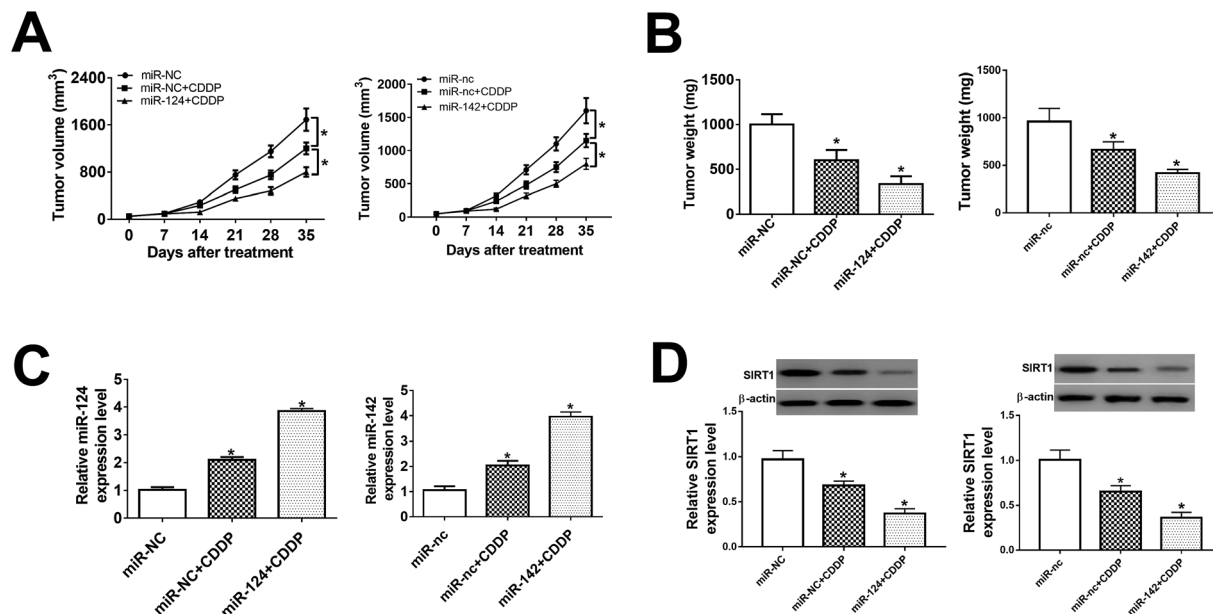 A
miR-NC
miR-NC+CDDP
miR-124+CDDP
Tumor volume (mm³)
2400
1600
800
0
*
*
0 7 14 21 28 35
Days after treatment
miR-nc
miR-nc+CDDP
miR-142+CDDP
Tumor volume (mm³)
2000
1500
1000
500
0
*
*
0 7 14 21 28 35
Days after treatment
B
Tumor weight (mg)
1500
1000
500
0
*
*
miR-NC
miR-NC+CDDP
miR-124+CDDP
Tumor weight (mg)
1500
1000
500
0
*
*
miR-nc
miR-nc+CDDP
miR-142+CDDP
C
Relative miR-124
expression level
5
4
3
2
1
0
*
*
miR-NC
miR-NC+CDDP
miR-124+CDDP
Relative miR-142
expression level
5
4
3
2
1
0
*
*
miR-nc
miR-nc+CDDP
miR-142+CDDP
D
SIRT1
β-actin
Relative SIRT1
expression level
1.5
1.0
0.5
0.0
*
*
miR-NC
miR-NC+CDDP
miR-124+CDDP
SIRT1
β-actin
Relative SIRT1
expression level
1.5
1.0
0.5
0.0
*
*
miR-nc
miR-nc+CDDP
miR-142+CDDP